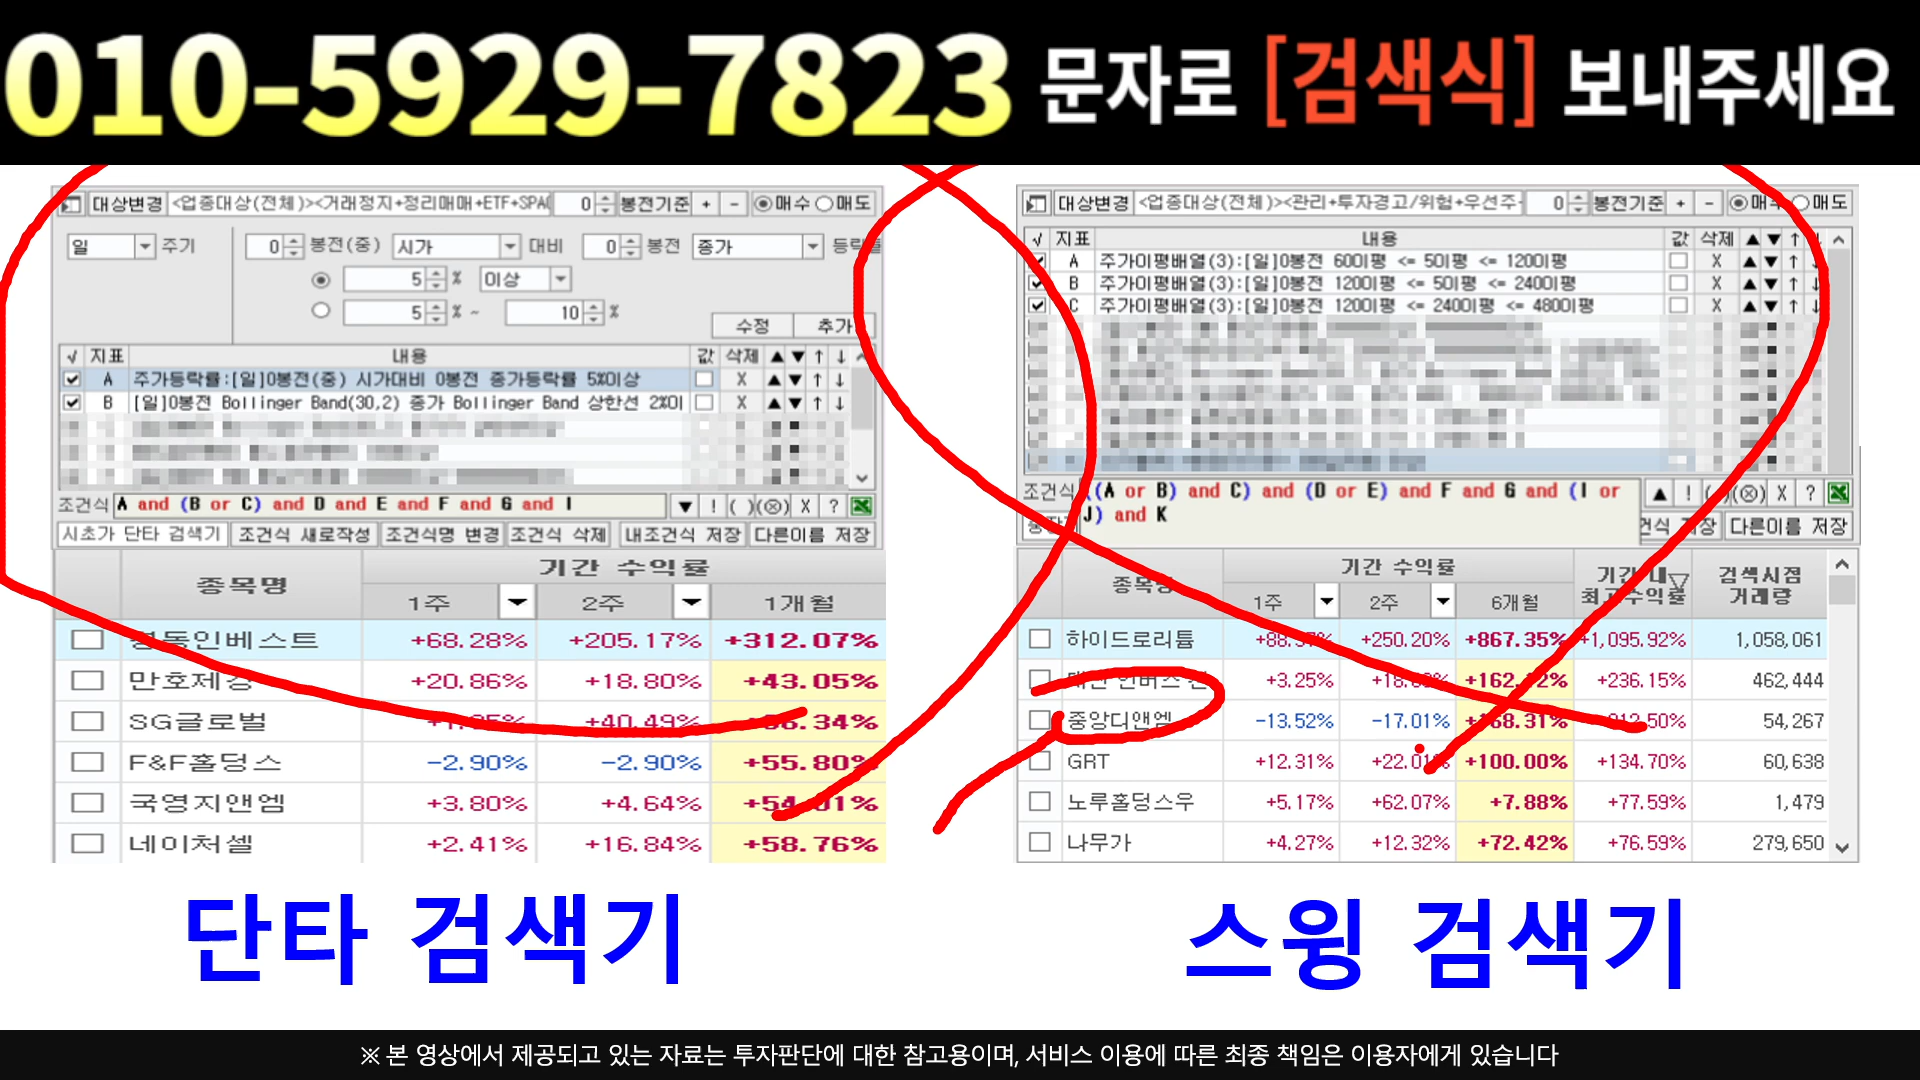 010-5929-7823 문자로 [검색식] 보내주세요
대상변경 <업종대상(전체)><거래정지+정리매매+ETF+SPAC 0 봉전기준 + - 매수 매도
일 주기 0 봉전(중) 시가 대비 0 봉전 종가
5 % 이상
5 % ~ 10 %
수정 추가
√ 지표 내용 값 삭제 ▲ ▼ ↑ ↓
A 주가등락률:[일]0봉전(중) 시가대비 0봉전 종가등락률 5%이상 X ▲ ▼ ↑ ↓
B [일]0봉전 Bollinger Band(30,2) 종가 Bollinger Band 상한선 2%이 X ▲ ▼ ↑ ↓
조건식 A and (B or C) and D and E and F and G and I ▼ ! ( ) (⊗) X ?
시초가 단타 검색기 조건식 새로작성 조건식명 변경 조건식 삭제 내조건식 저장 다른이름 저장
종목명 기간 수익률
1주 2주 1개월
+68.28% +205.17% +312.07%
만호제강 +20.86% +18.80% +43.05%
SG글로벌 +40.49%
F&F홀딩스 -2.90% -2.90% +55.80%
국영지앤엠 +3.80% +4.64% +54.01%
네이처셀 +2.41% +16.84% +58.76%
단타 검색기
대상변경 <업종대상(전체)><관리+투자경고/위험+우선주+ 0 봉전기준 + - 매수 매도
√ 지표 내용 값 삭제 ▲ ▼ ↑ ↓
A 주가이평배열(3):[일]0봉전 60이평 <= 5이평 <= 120이평 X ▲ ▼ ↑ ↓
B 주가이평배열(3):[일]0봉전 120이평 <= 5이평 <= 240이평 X ▲ ▼ ↑ ↓
C 주가이평배열(3):[일]0봉전 120이평 <= 240이평 <= 480이평 X ▲ ▼ ↑ ↓
조건식 ((A or B) and C) and (D or E) and F and G and (I or ▲ ! ( ) (⊗) X ?
J) and K
저장 다른이름 저장
종목명 기간 수익률 기간 내 최고수익률 검색시점 거래량
1주 2주 6개월
하이드로리튬 +250.20% +867.35% +1,095.92% 1,058,061
+3.25% +236.15% 462,444
중앙디앤엠 -13.52% -17.01% 54,267
GRT +12.31% +22.01% +100.00% +134.70% 60,638
노루홀딩스우 +5.17% +62.07% +7.88% +77.59% 1,479
나무가 +4.27% +12.32% +72.42% +76.59% 279,650
스윙 검색기
※ 본 영상에서 제공되고 있는 자료는 투자판단에 대한 참고용이며, 서비스 이용에 따른 최종 책임은 이용자에게 있습니다